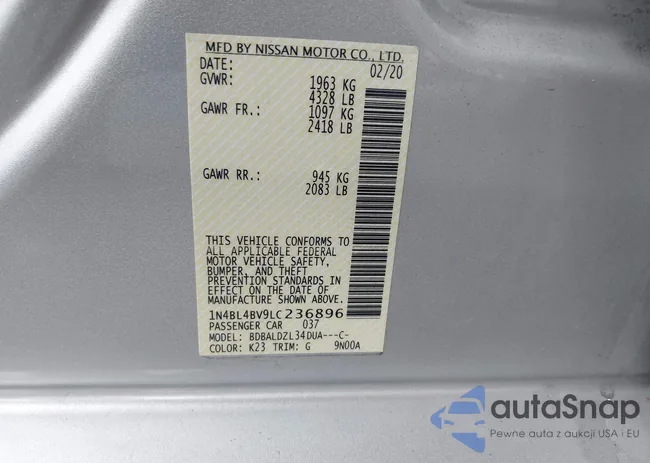 MFD BY NISSAN MOTOR CO., LTD.
DATE: 02/20
GVWR: 1963 KG
4328 LB
GAWR FR.: 1097 KG
2418 LB
GAWR RR.: 945 KG
2083 LB
THIS VEHICLE CONFORMS TO
ALL APPLICABLE FEDERAL
MOTOR VEHICLE SAFETY,
BUMPER, AND THEFT
PREVENTION STANDARDS IN
EFFECT ON THE DATE OF
MANUFACTURE SHOWN ABOVE.
1N4BL4BV9LC236896
PASSENGER CAR 037
MODEL: BDBALDZL34DUA---C-
COLOR: K23 TRIM: G 9N00A
autaSnap
Pewne auta z aukcji USA i EU